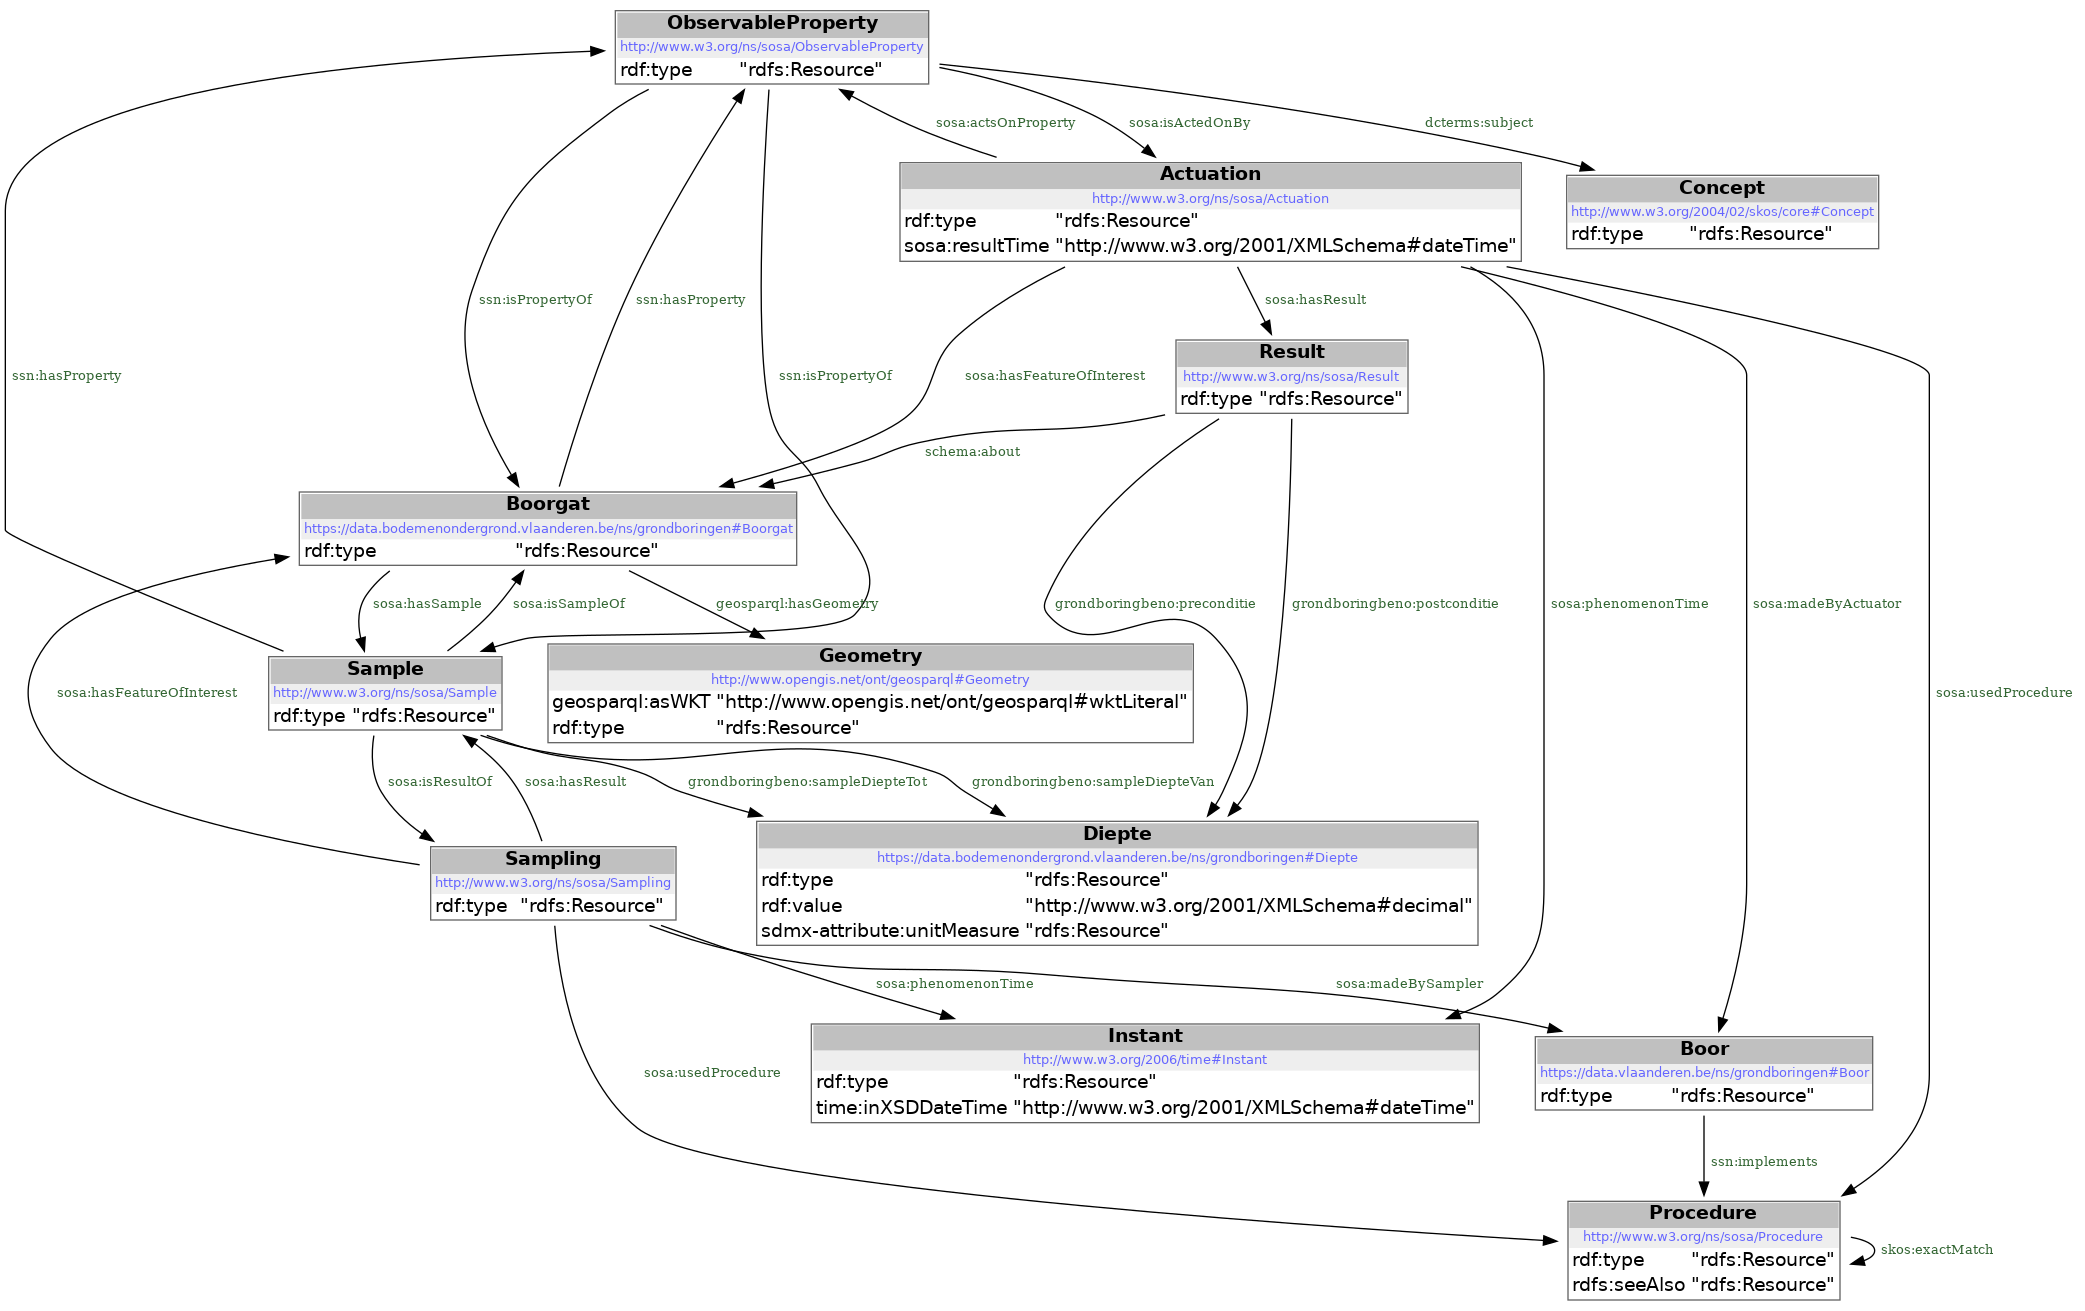 ObservableProperty
http://www.w3.org/ns/sosa/ObservableProperty
rdf:type "rdfs:Resource"
sosa:actsOnProperty
sosa:isActedOnBy
dcterms:subject
Actuation
http://www.w3.org/ns/sosa/Actuation
rdf:type "rdfs:Resource"
sosa:resultTime "http://www.w3.org/2001/XMLSchema#dateTime"
Concept
http://www.w3.org/2004/02/skos/core#Concept
rdf:type "rdfs:Resource"
ssn:isPropertyOf
ssn:hasProperty
sosa:hasResult
Result
http://www.w3.org/ns/sosa/Result
rdf:type "rdfs:Resource"
ssn:hasProperty
ssn:isPropertyOf
sosa:hasFeatureOfInterest
schema:about
Boorgat
https://data.bodemenondergrond.vlaanderen.be/ns/grondboringen#Boorgat
rdf:type "rdfs:Resource"
sosa:hasSample
sosa:isSampleOf
geosparql:hasGeometry
grondboringbeno:preconditie
grondboringbeno:postconditie
sosa:phenomenonTime
sosa:madeByActuator
sosa:hasFeatureOfInterest
Sample
http://www.w3.org/ns/sosa/Sample
rdf:type "rdfs:Resource"
Geometry
http://www.opengis.net/ont/geosparql#Geometry
geosparql:asWKT "http://www.opengis.net/ont/geosparql#wktLiteral"
rdf:type "rdfs:Resource"
sosa:usedProcedure
sosa:isResultOf
sosa:hasResult
grondboringbeno:sampleDiepteTot
grondboringbeno:sampleDiepteVan
Sampling
http://www.w3.org/ns/sosa/Sampling
rdf:type "rdfs:Resource"
Diepte
https://data.bodemenondergrond.vlaanderen.be/ns/grondboringen#Diepte
rdf:type "rdfs:Resource"
rdf:value "http://www.w3.org/2001/XMLSchema#decimal"
sdmx-attribute:unitMeasure "rdfs:Resource"
sosa:phenomenonTime
sosa:madeBySampler
Instant
http://www.w3.org/2006/time#Instant
rdf:type "rdfs:Resource"
time:inXSDDateTime "http://www.w3.org/2001/XMLSchema#dateTime"
Boor
https://data.vlaanderen.be/ns/grondboringen#Boor
rdf:type "rdfs:Resource"
sosa:usedProcedure
ssn:implements
Procedure
http://www.w3.org/ns/sosa/Procedure
rdf:type "rdfs:Resource"
rdfs:seeAlso "rdfs:Resource"
skos:exactMatch